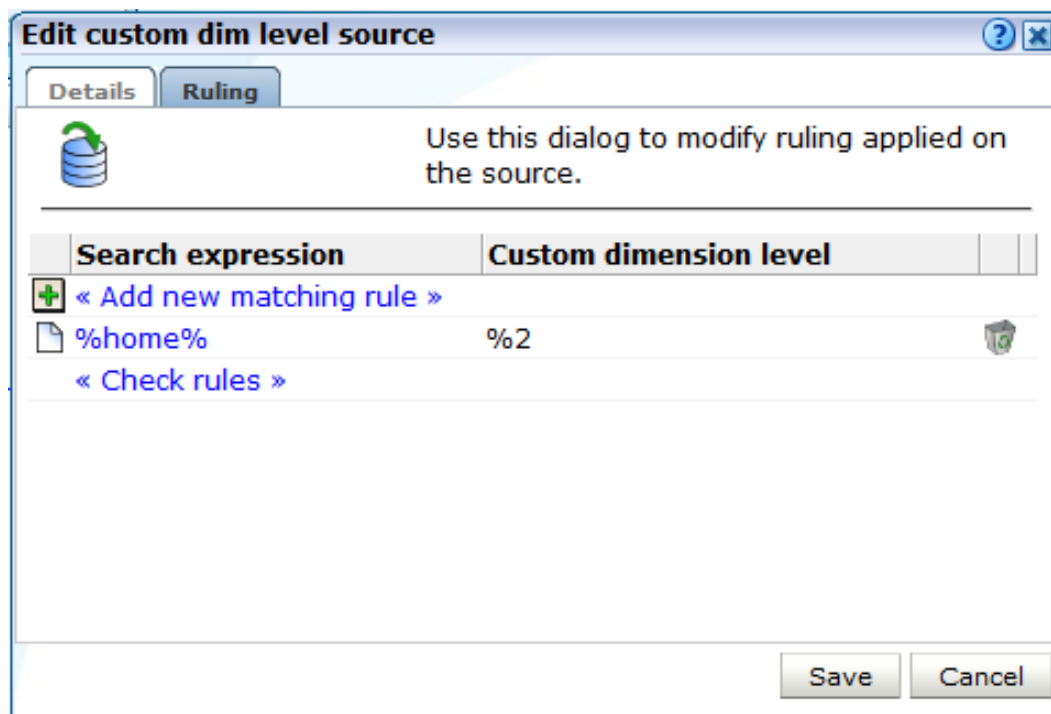 Edit custom dim level source
?
Details Ruling
Use this dialog to modify ruling applied on
the source.
Search expression Custom dimension level
« Add new matching rule »
%home% %2
« Check rules »
Save Cancel